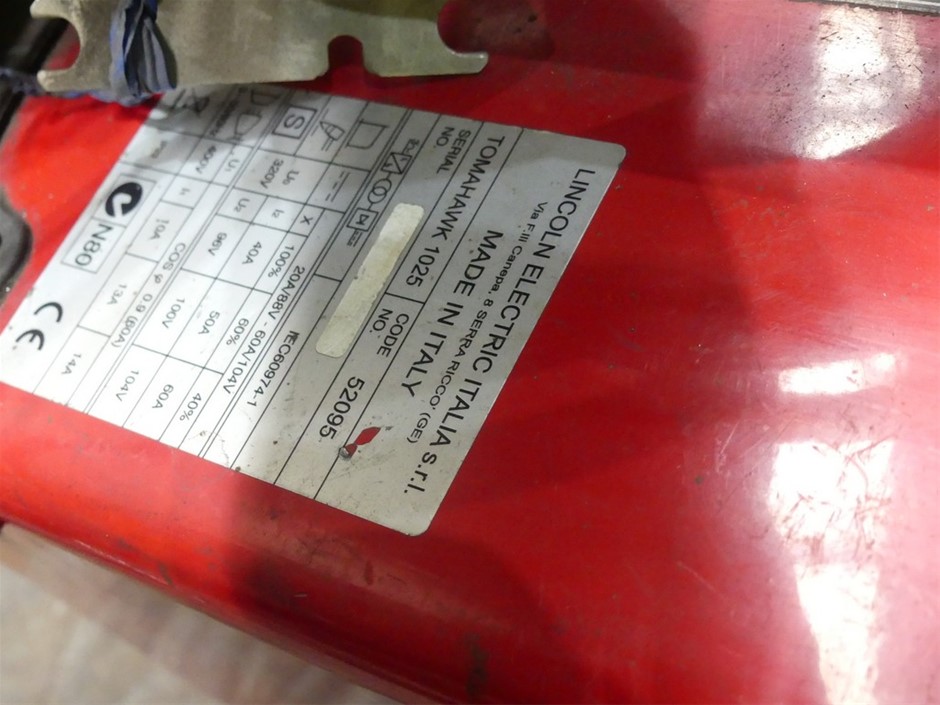 LINCOLN ELECTRIC ITALIA s.r.l.
Via F.lli Canepa 8 SERRA RICCO' (GE)
MADE IN ITALY
TOMAHAWK 1025
SERIAL NO.
CODE NO. 52095
IEC60974-1
20A/88V - 60A/104V
X 100% 60% 40%
S
U₀ 320V
I₂ 40A 50A 60A
U₂ 96V 100V 104V
U₁ 400V
COS φ 0.9 (60A)
I₁ 10A 13A 14A
N80
CE